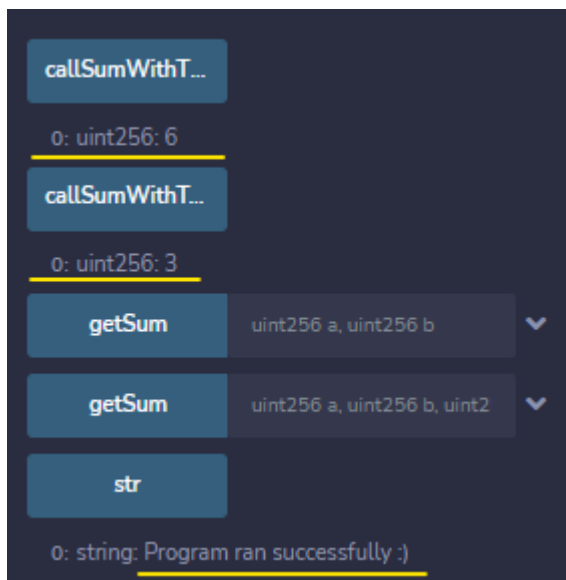 callSumWithT...
0: uint256: 6
callSumWithT...
0: uint256: 3
getSum uint256 a, uint256 b
getSum uint256 a, uint256 b, uint2
str
0: string: Program ran successfully :)